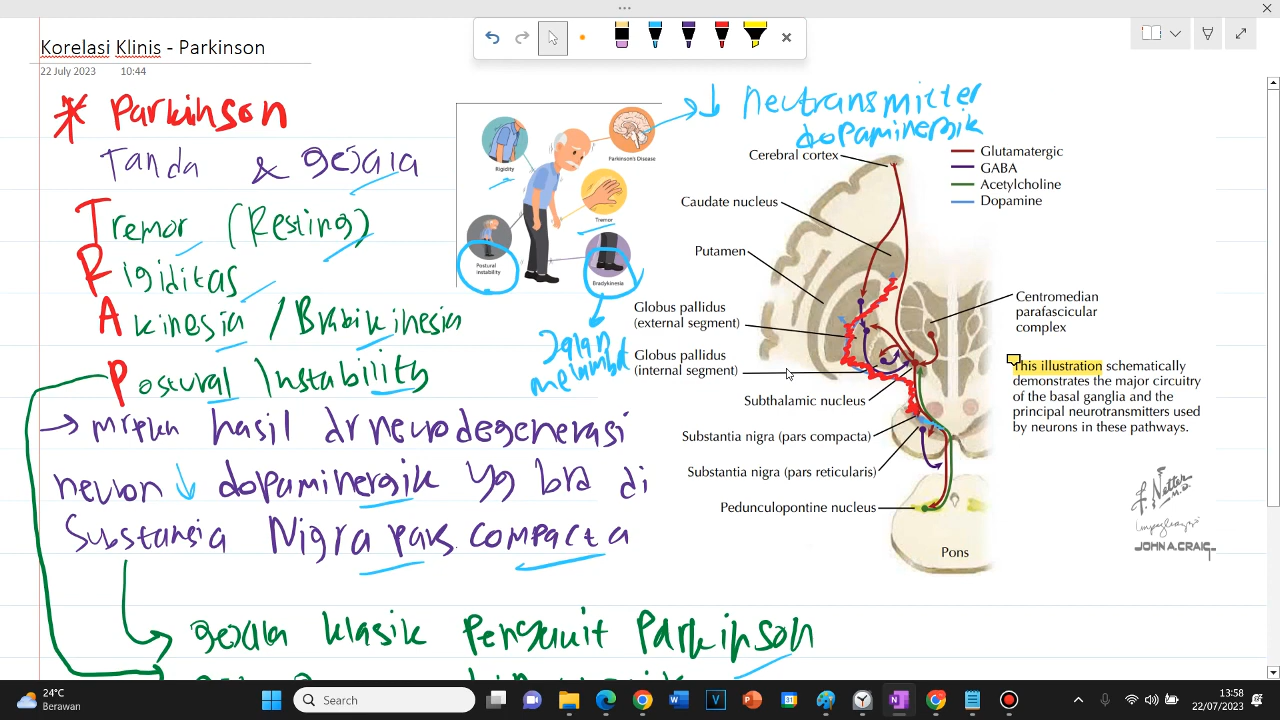 Korelasi Klinis - Parkinson
22 July 2023 10:44
* Parkinson
Tanda & gejala
Tremor (Resting)
Rigiditas
Akinesia / Bradikinesia
Postural Instability
→ mrpkn hasil dr neurodegenerasi
neuron ↓ dopaminergik yg bra di
Substansia Nigra pars compacta
gejala klasik Penyakit Parkinson
Rigidity
Parkinson's Disease
Tremor
Postural
Instability
Bradykinesia
Jalan
melambat
↓ neutransmitter
dopaminergik
Cerebral cortex
Caudate nucleus
Putamen
Globus pallidus
(external segment)
Globus pallidus
(internal segment)
Subthalamic nucleus
Substantia nigra (pars compacta)
Substantia nigra (pars reticularis)
Pedunculopontine nucleus
Pons
Glutamatergic
GABA
Acetylcholine
Dopamine
Centromedian
parafascicular
complex
This illustration schematically
demonstrates the major circuitry
of the basal ganglia and the
principal neurotransmitters used
by neurons in these pathways.
F. Netter
M.D.
JOHN A. CRAIG
24°C
Berawan
Search
13:58
22/07/2023